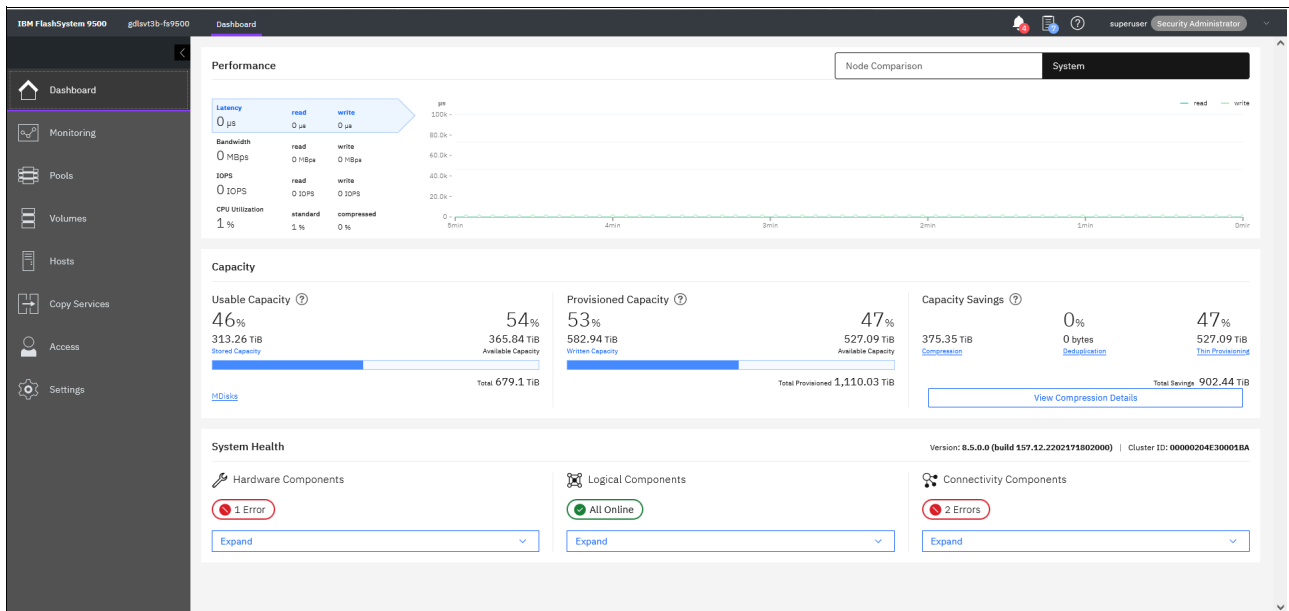 IBM FlashSystem 9500 gdlsvt3b-fs9500 Dashboard 4 7 superuser Security Administrator
Dashboard
Monitoring
Pools
Volumes
Hosts
Copy Services
Access
Settings
Performance Node Comparison System
Latency read write
0 µs 0 µs 0 µs
Bandwidth read write
0 MBps 0 MBps 0 MBps
IOPS read write
0 IOPS 0 IOPS 0 IOPS
CPU Utilization standard compressed
1 % 1 % 0 %
µs read write
100k
80.0k
60.0k
40.0k
20.0k
0
5min 4min 3min 2min 1min 0min
Capacity
Usable Capacity ?
46% 54%
313.26 TiB 365.84 TiB
Stored Capacity Available Capacity
Total 679.1 TiB
MDisks
Provisioned Capacity ?
53% 47%
582.94 TiB 527.09 TiB
Written Capacity Available Capacity
Total Provisioned 1,110.03 TiB
Capacity Savings ?
0% 47%
375.35 TiB 0 bytes 527.09 TiB
Compression Deduplication Thin Provisioning
Total Savings 902.44 TiB
View Compression Details
System Health Version: 8.5.0.0 (build 157.12.2202171802000) | Cluster ID: 00000204E30001BA
Hardware Components Logical Components Connectivity Components
1 Error All Online 2 Errors
Expand Expand Expand